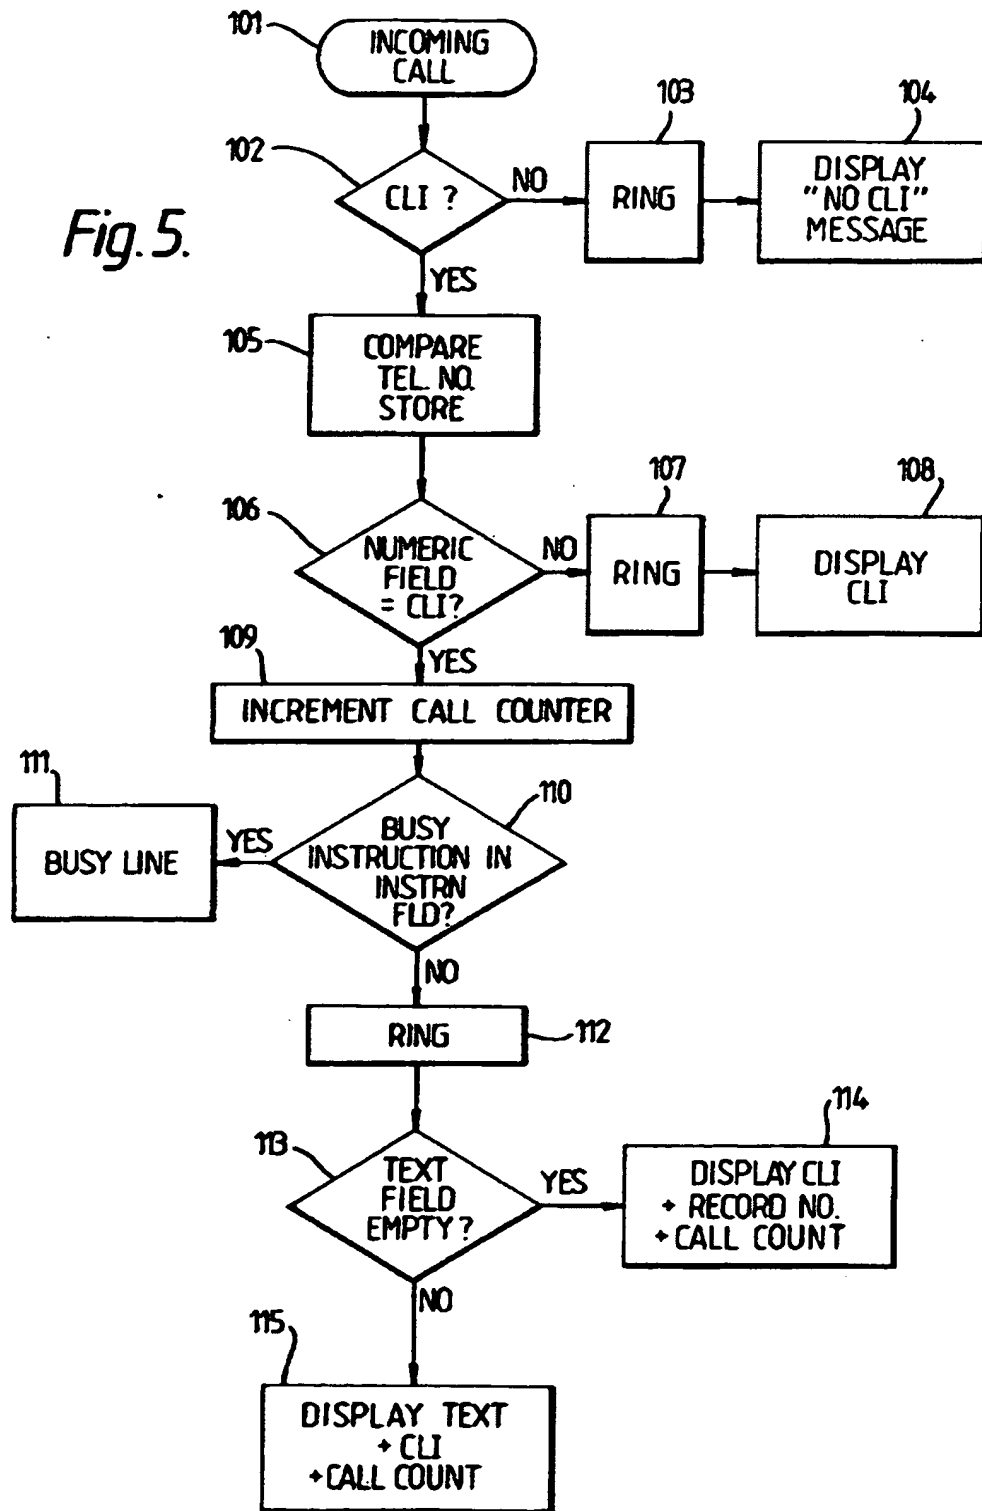 101
INCOMING
CALL
102
CLI ?
NO
103
RING
104
DISPLAY
"NO CLI"
MESSAGE
Fig. 5.
YES
105
COMPARE
TEL. NO.
STORE
106
NUMERIC
FIELD
= CLI?
NO
107
RING
108
DISPLAY
CLI
YES
109
INCREMENT CALL COUNTER
110
BUSY
INSTRUCTION IN
INSTRN
FLD?
YES
111
BUSY LINE
NO
RING
112
113
TEXT
FIELD
EMPTY ?
YES
114
DISPLAY CLI
+ RECORD NO.
+CALL COUNT
NO
115
DISPLAY TEXT
+ CLI
+CALL COUNT